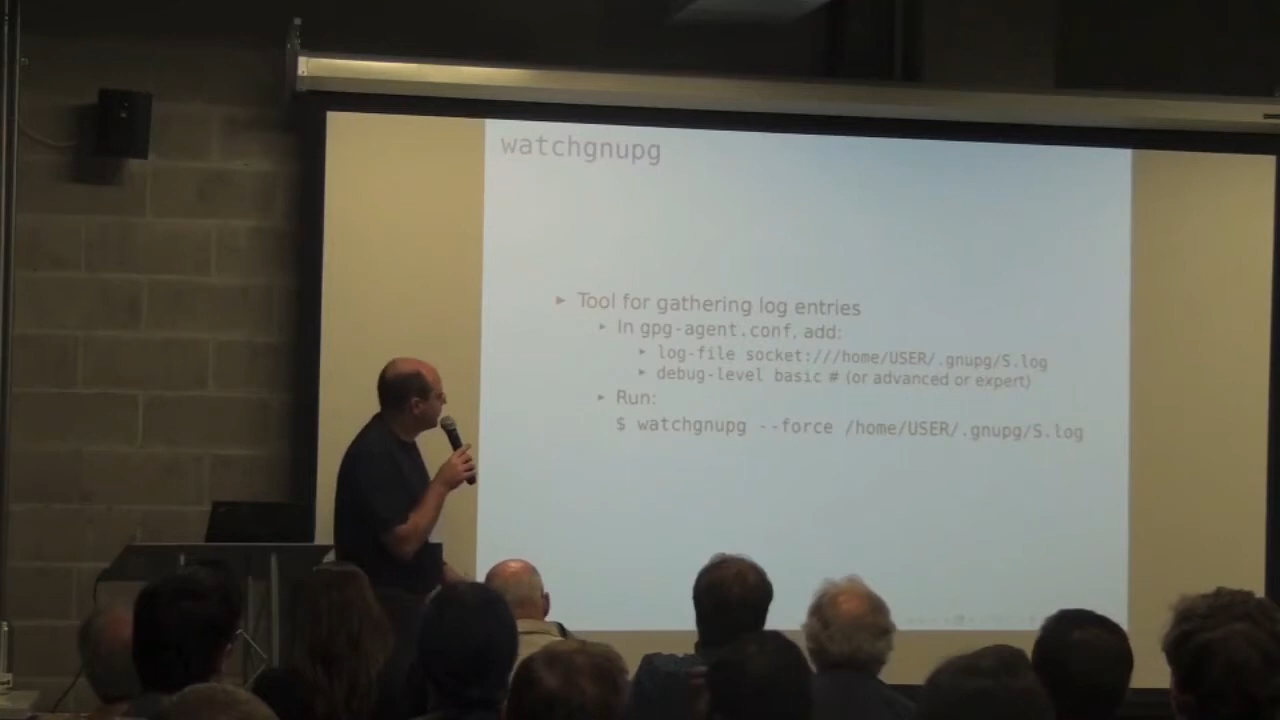 watchgnupg
▸ Tool for gathering log entries
▸ In gpg-agent.conf, add:
▸ log-file socket:///home/USER/.gnupg/S.log
▸ debug-level basic # (or advanced or expert)
▸ Run:
$ watchgnupg --force /home/USER/.gnupg/S.log